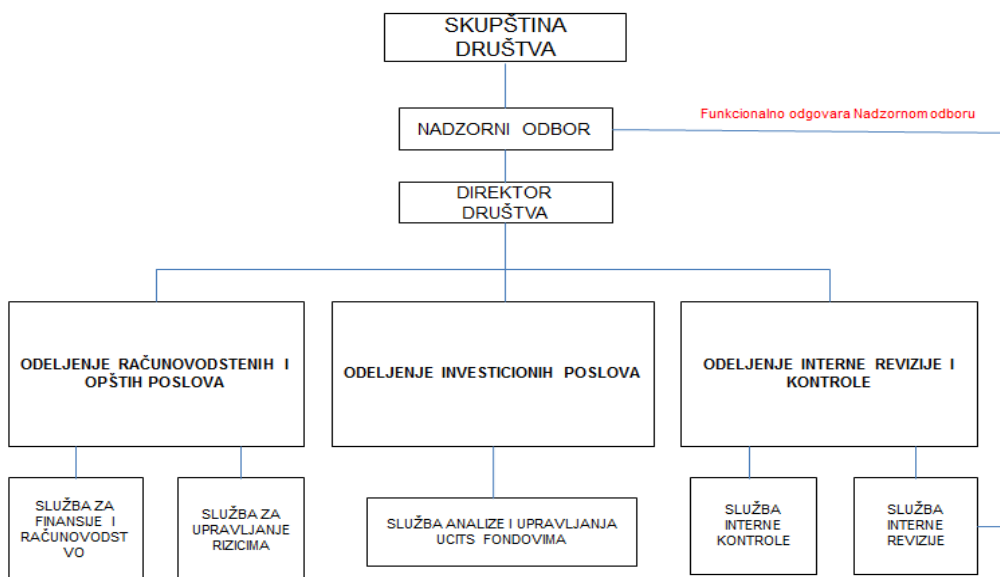 SKUPŠTINA
DRUŠTVA
NADZORNI ODBOR
Funkcionalno odgovara Nadzornom odboru
DIREKTOR
DRUŠTVA
ODELJENJE RAČUNOVODSTENIH I
OPŠTIH POSLOVA
ODELJENJE INVESTICIONIH POSLOVA
ODELJENJE INTERNE REVIZIJE I
KONTROLE
SLUŽBA ZA
FINANSIJE I
RAČUNOVODST
VO
SLUŽBA ZA
UPRAVLJANJE
RIZICIMA
SLUŽBA ANALIZE I UPRAVLJANJA
UCITS FONDOVIMA
SLUŽBA
INTERNE
KONTROLE
SLUŽBA
INTERNE
REVIZIJE